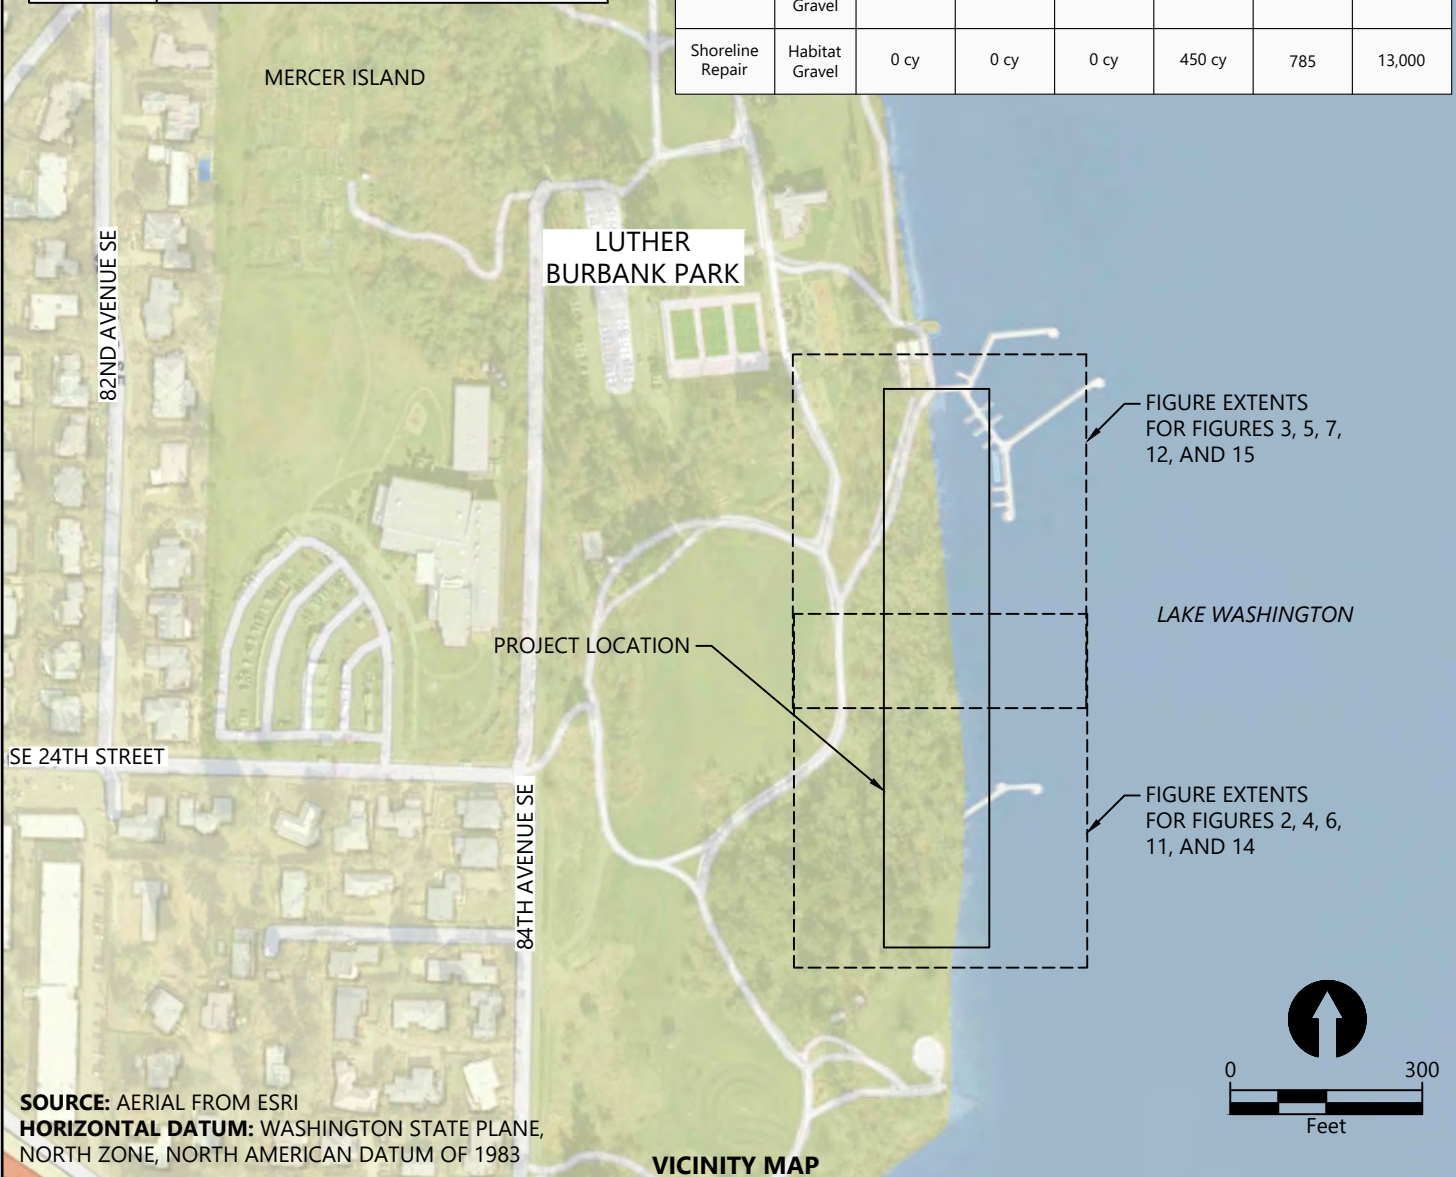 Gravel
Shoreline Repair Habitat Gravel 0 cy 0 cy 0 cy 450 cy 785 13,000
MERCER ISLAND
82ND AVENUE SE
LUTHER
BURBANK PARK
FIGURE EXTENTS
FOR FIGURES 3, 5, 7,
12, AND 15
LAKE WASHINGTON
PROJECT LOCATION
SE 24TH STREET
84TH AVENUE SE
FIGURE EXTENTS
FOR FIGURES 2, 4, 6,
11, AND 14
0 300
Feet
SOURCE: AERIAL FROM ESRI
HORIZONTAL DATUM: WASHINGTON STATE PLANE,
NORTH ZONE, NORTH AMERICAN DATUM OF 1983
VICINITY MAP